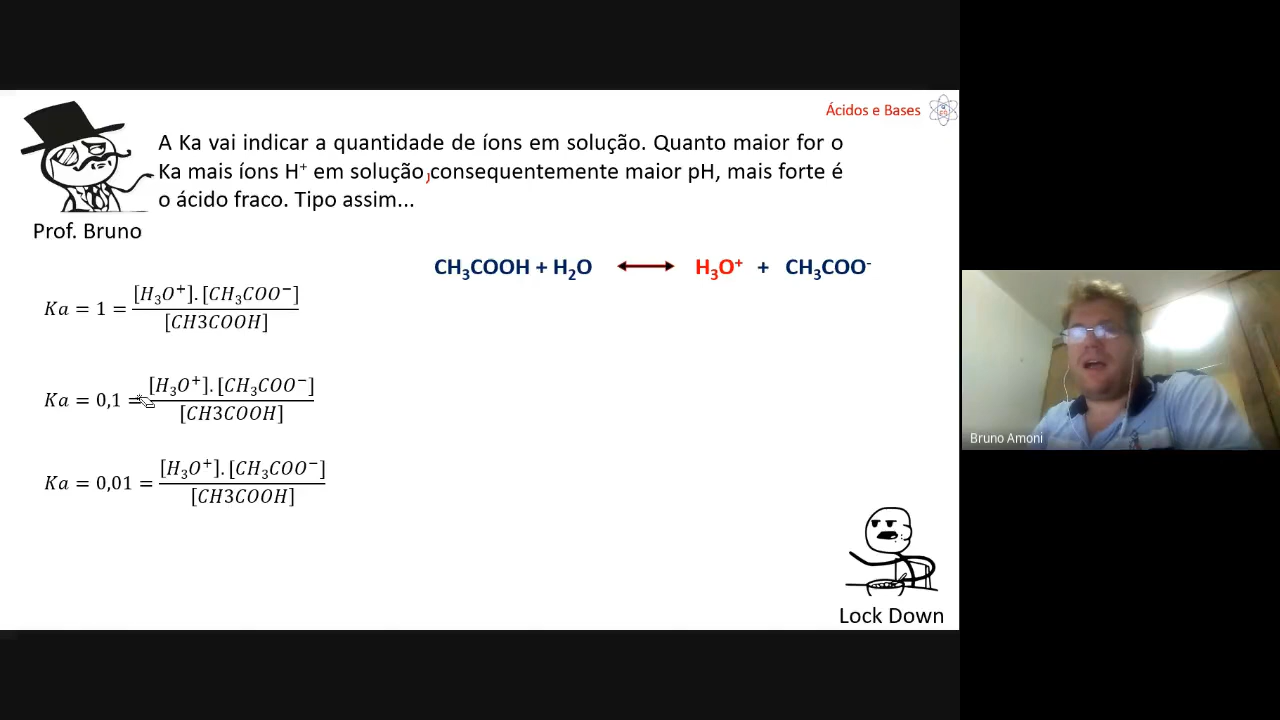 Ácidos e Bases
A Ka vai indicar a quantidade de íons em solução. Quanto maior for o
Ka mais íons H⁺ em solução,consequentemente maior pH, mais forte é
o ácido fraco. Tipo assim...
Prof. Bruno
CH₃COOH + H₂O ⟷ H₃O⁺ + CH₃COO⁻
Ka = 1 = [H₃O⁺].[CH₃COO⁻] / [CH3COOH]
Ka = 0,1 = [H₃O⁺].[CH₃COO⁻] / [CH3COOH]
Ka = 0,01 = [H₃O⁺].[CH₃COO⁻] / [CH3COOH]
Bruno Amoni
Lock Down